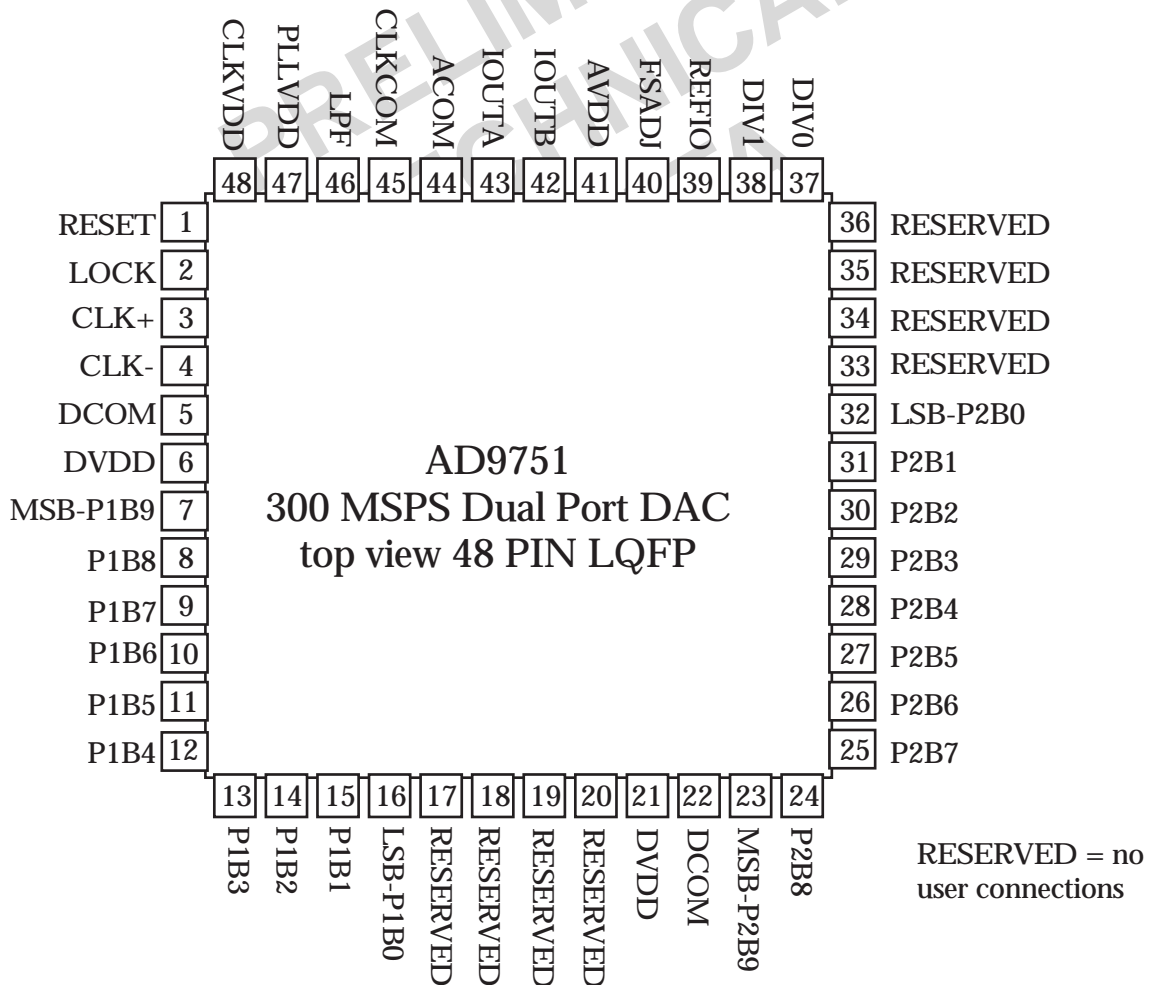 PRELIM
TECHNICA
TA
CLKVDD
PLLVDD
LPF
CLKCOM
ACOM
IOUTA
IOUTB
AVDD
FSADJ
REFIO
DIV1
DIV0
48 47 46 45 44 43 42 41 40 39 38 37
RESET 1
LOCK 2
CLK+ 3
CLK- 4
DCOM 5
DVDD 6
MSB-P1B9 7
P1B8 8
P1B7 9
P1B6 10
P1B5 11
P1B4 12
AD9751
300 MSPS Dual Port DAC
top view 48 PIN LQFP
36 RESERVED
35 RESERVED
34 RESERVED
33 RESERVED
32 LSB-P2B0
31 P2B1
30 P2B2
29 P2B3
28 P2B4
27 P2B5
26 P2B6
25 P2B7
13 14 15 16 17 18 19 20 21 22 23 24
P1B3
P1B2
P1B1
LSB-P1B0
RESERVED
RESERVED
RESERVED
RESERVED
DVDD
DCOM
MSB-P2B9
P2B8
RESERVED = no
user connections